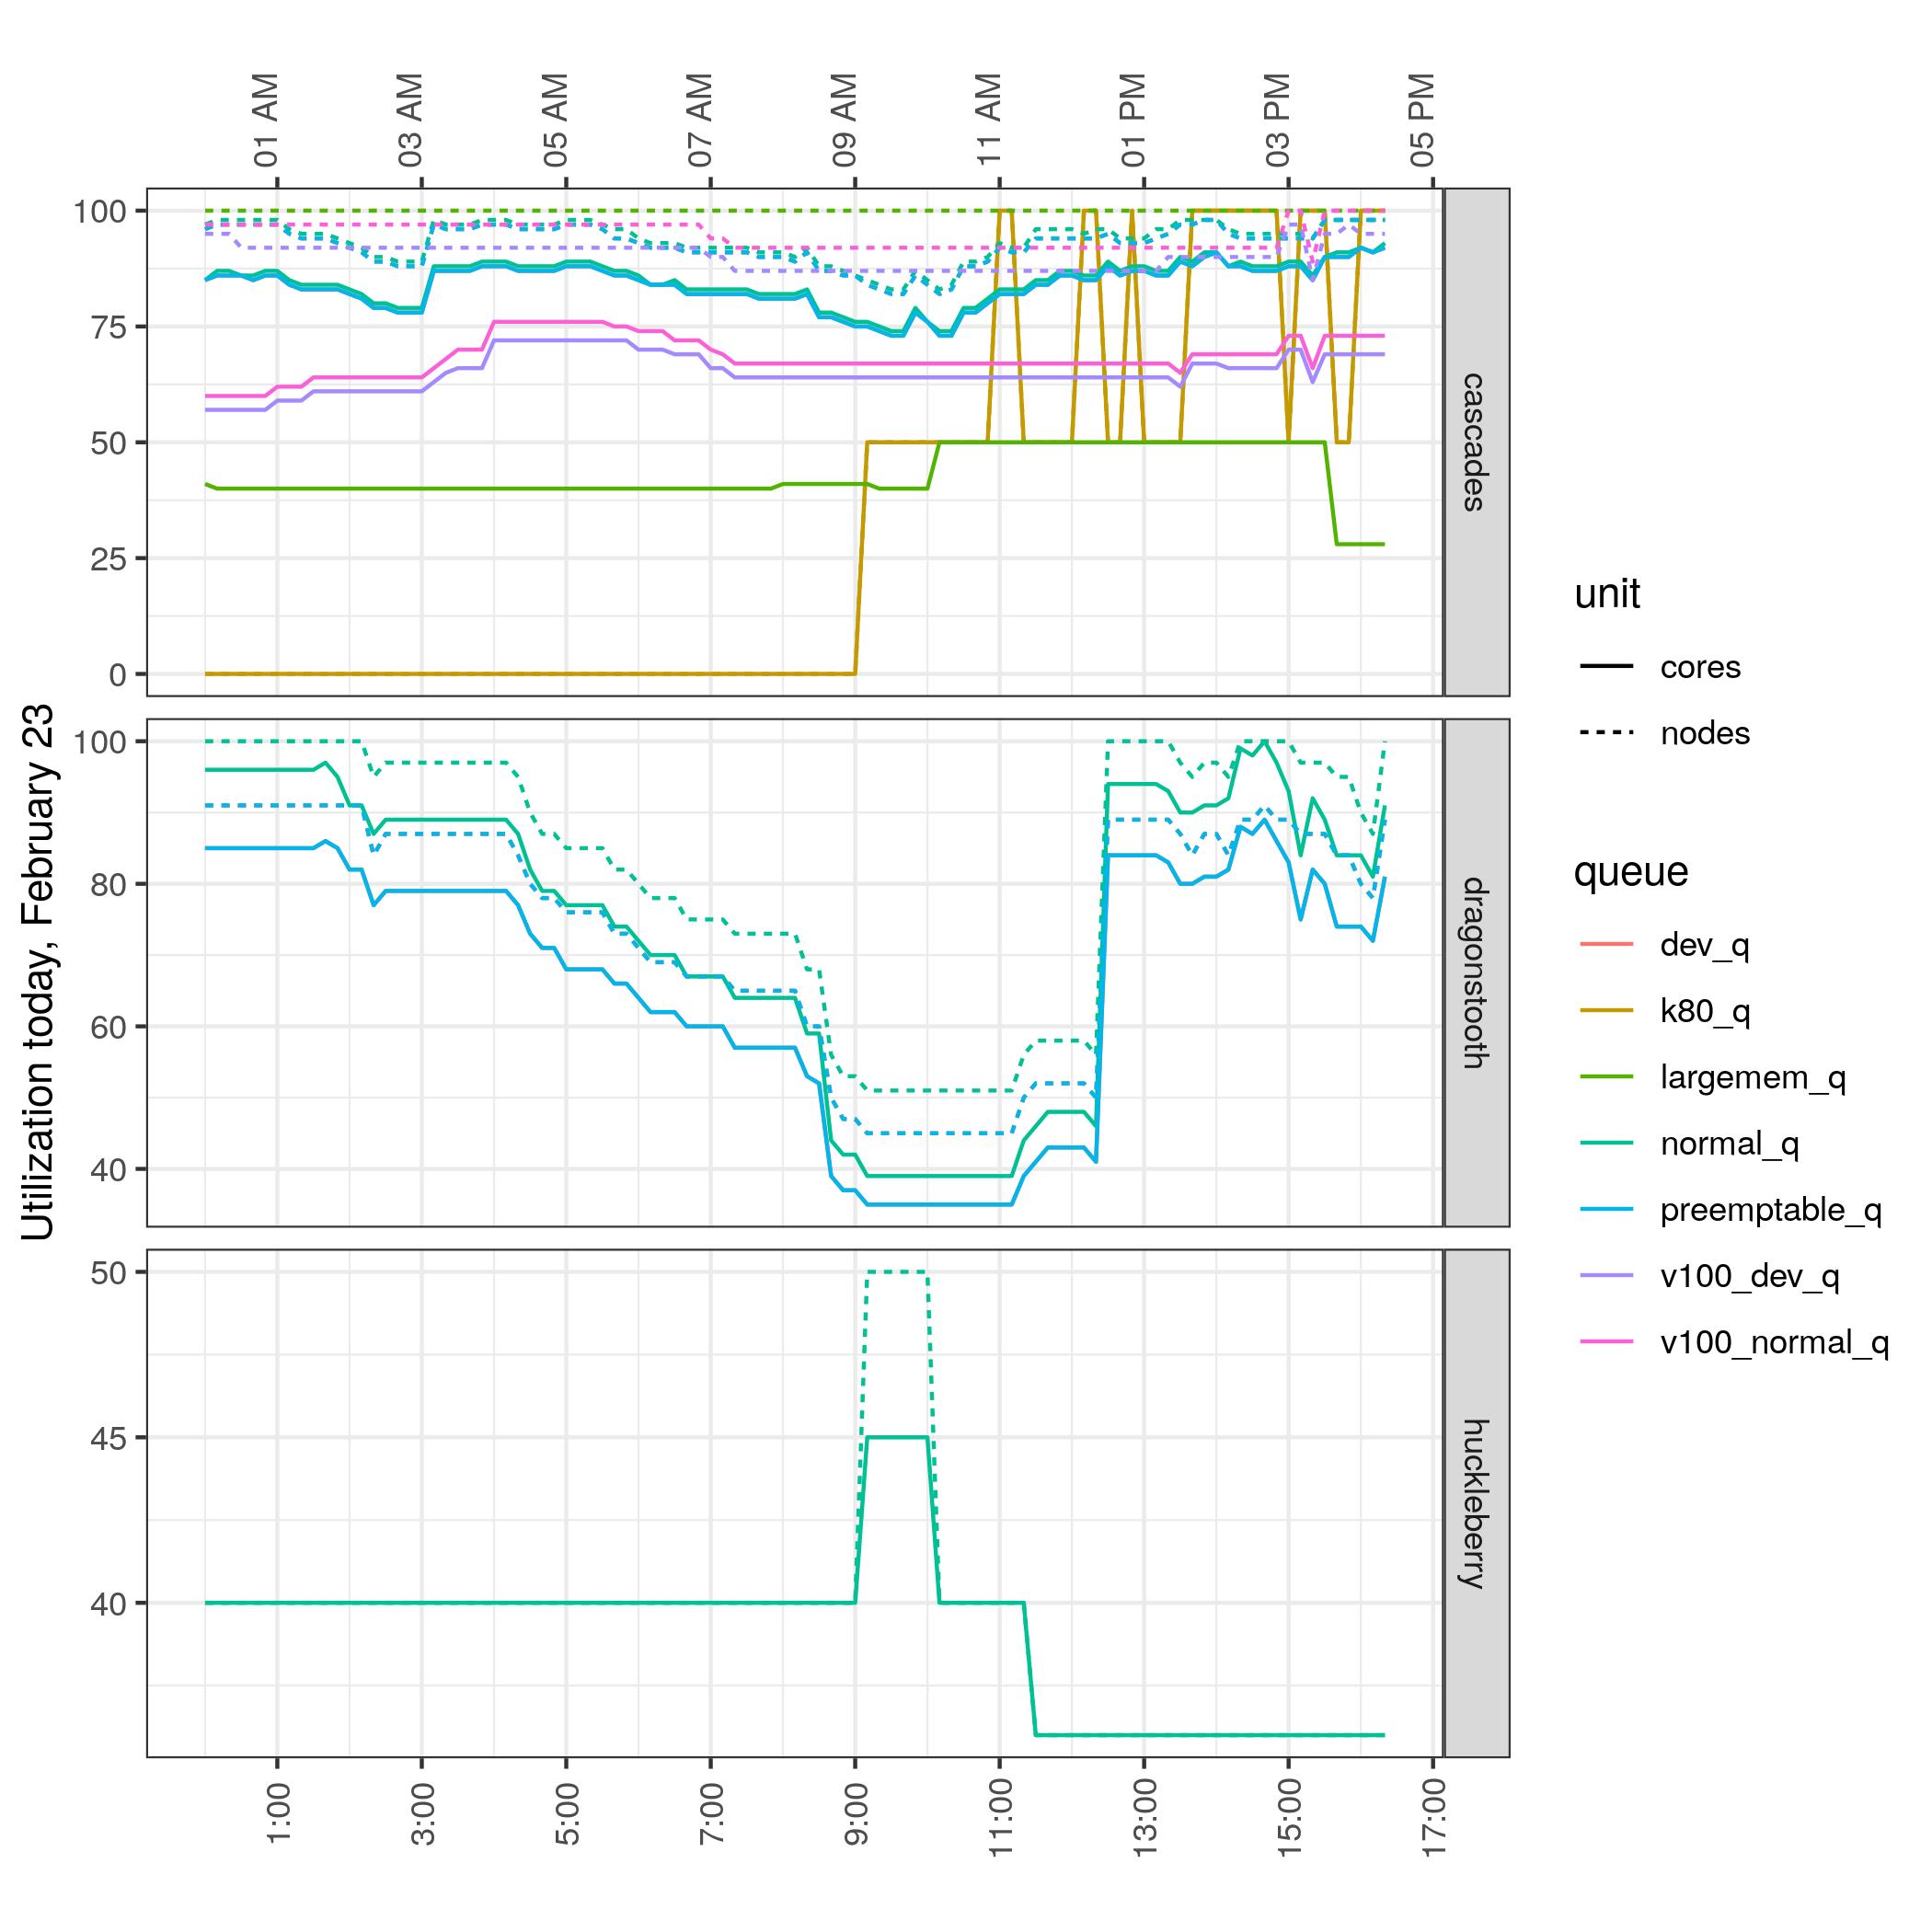 01 AM
03 AM
05 AM
07 AM
09 AM
11 AM
01 PM
03 PM
05 PM
100
75
50
25
0
cascades
100
80
60
40
dragonstooth
50
45
40
huckleberry
1:00
3:00
5:00
7:00
9:00
11:00
13:00
15:00
17:00
Utilization today, February 23
unit
cores
nodes
queue
dev_q
k80_q
largemem_q
normal_q
preemptable_q
v100_dev_q
v100_normal_q